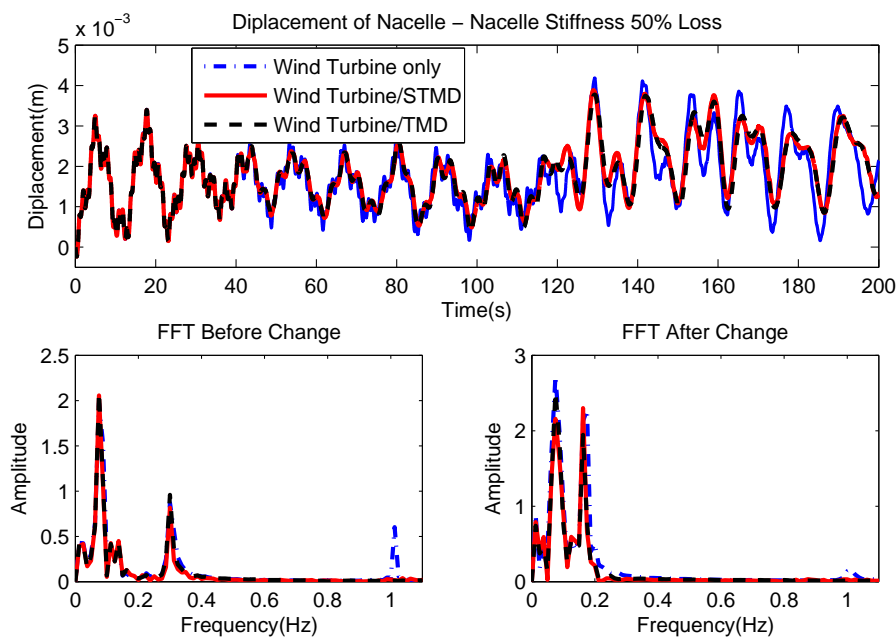 Diplacement of Nacelle − Nacelle Stiffness 50% Loss
x 10−3
5
4
3
2
1
0
Diplacement(m)
Wind Turbine only
Wind Turbine/STMD
Wind Turbine/TMD
0 20 40 60 80 100 120 140 160 180 200
Time(s)
FFT Before Change
2.5
2
1.5
1
0.5
0
Amplitude
0 0.2 0.4 0.6 0.8 1
Frequency(Hz)
FFT After Change
3
2
1
0
Amplitude
0 0.2 0.4 0.6 0.8 1
Frequency(Hz)